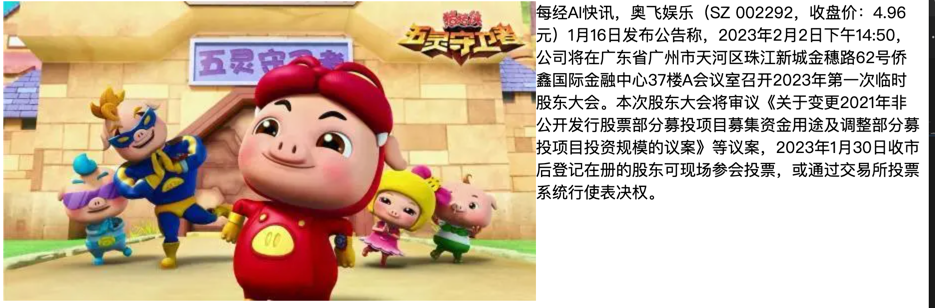 猪猪侠
五灵守卫者
五灵守卫者
每经AI快讯，奥飞娱乐（SZ 002292，收盘价：4.96
元）1月16日发布公告称，2023年2月2日下午14:50，
公司将在广东省广州市天河区珠江新城金穗路62号侨
鑫国际金融中心37楼A会议室召开2023年第一次临时
股东大会。本次股东大会将审议《关于变更2021年非
公开发行股票部分募投项目募集资金用途及调整部分募
投项目投资规模的议案》等议案，2023年1月30日收市
后登记在册的股东可现场参会投票，或通过交易所投票
系统行使表决权。